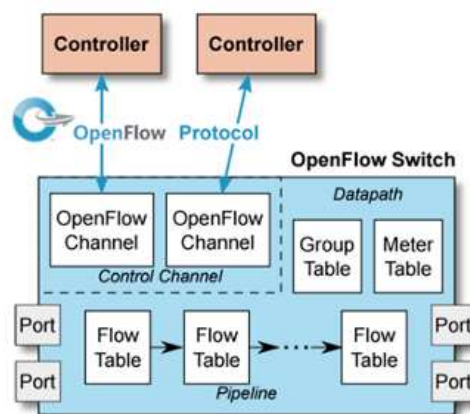 Controller Controller
OpenFlow Protocol
OpenFlow Switch
Datapath
OpenFlow OpenFlow
Channel Channel
Control Channel
Group Meter
Table Table
Port Port
Flow Flow Flow
Table Table Table
Port Port
Pipeline